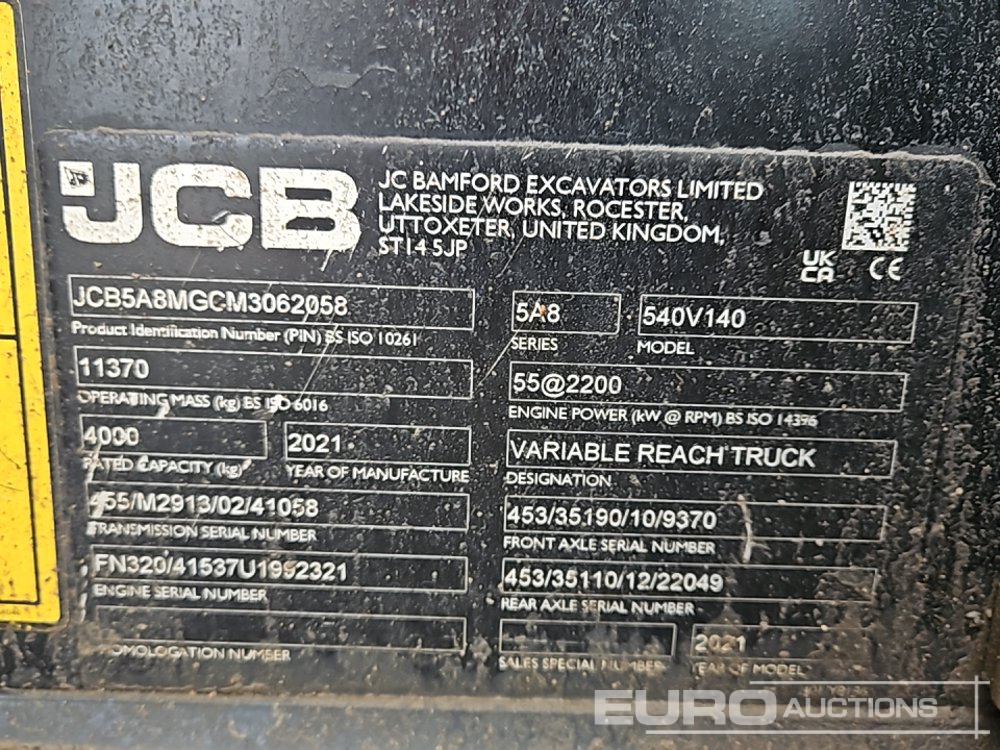 JCB
JC BAMFORD EXCAVATORS LIMITED
LAKESIDE WORKS, ROCESTER,
UTTOXETER, UNITED KINGDOM,
ST14 5JP
UK
CA
CE
JCB5A8MGCM3062058
Product Identification Number (PIN) BS ISO 10261
5A8
SERIES
540V140
MODEL
11370
OPERATING MASS (kg) BS ISO 6016
55@2200
ENGINE POWER (kW @ RPM) BS ISO 14396
4000
RATED CAPACITY (kg)
2021
YEAR OF MANUFACTURE
VARIABLE REACH TRUCK
DESIGNATION
455/M2913/02/41058
TRANSMISSION SERIAL NUMBER
453/35190/10/9370
FRONT AXLE SERIAL NUMBER
FN320/41537U1992321
ENGINE SERIAL NUMBER
453/35110/12/22049
REAR AXLE SERIAL NUMBER
HOMOLOGATION NUMBER
SALES SPECIAL NUMBER
2021
YEAR OF MODEL
EURO AUCTIONS